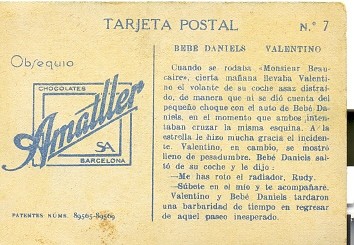 TARJETA POSTAL
N.º 7
Obsequio
CHOCOLATES
Amatller
SA
BARCELONA
PATENTES NÚMS. 89565-89569
BEBE DANIELS VALENTINO
Cuando se rodaba «Monsieur Beau-
caire», cierta mañana llevaba Valenti-
no el volante de su coche asaz distraí-
do, de manera que ni se dió cuenta del
pequeño choque con el auto de Bebé Da-
niels, en el momento que ambos inten-
taban cruzar la misma esquina. A la
estrella le hizo mucha gracia el inci-
dente. Valentino, en cambio, se mostró
lleno de pesadumbre. Bebé Daniels sal-
tó de su coche y le dijo:
—Me has roto el radiador, Rudy.
—Súbete en el mío y te acompañaré.
Valentino y Bebé Daniels tardaron
una barbaridad de tiempo en regresar
de aquel paseo inesperado.